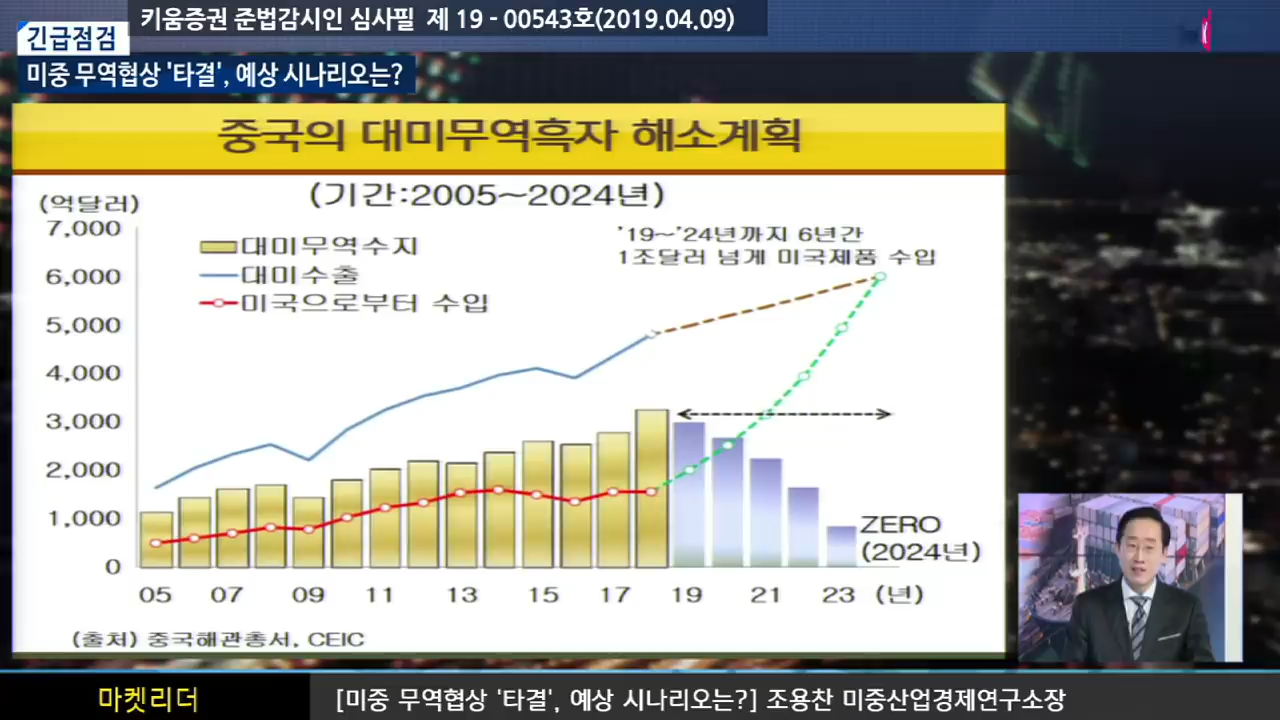 키움증권 준법감시인 심사필 제 19 - 00543호(2019.04.09)
긴급점검
미중 무역협상 '타결', 예상 시나리오는?
중국의 대미무역흑자 해소계획
(기간:2005~2024년)
(억달러)
7,000
6,000
5,000
4,000
3,000
2,000
1,000
0
대미무역수지
대미수출
미국으로부터 수입
'19~'24년까지 6년간
1조달러 넘게 미국제품 수입
ZERO
(2024년)
05 07 09 11 13 15 17 19 21 23 (년)
(출처) 중국해관총서, CEIC
마켓리더
[미중 무역협상 '타결', 예상 시나리오는?] 조용찬 미중산업경제연구소장